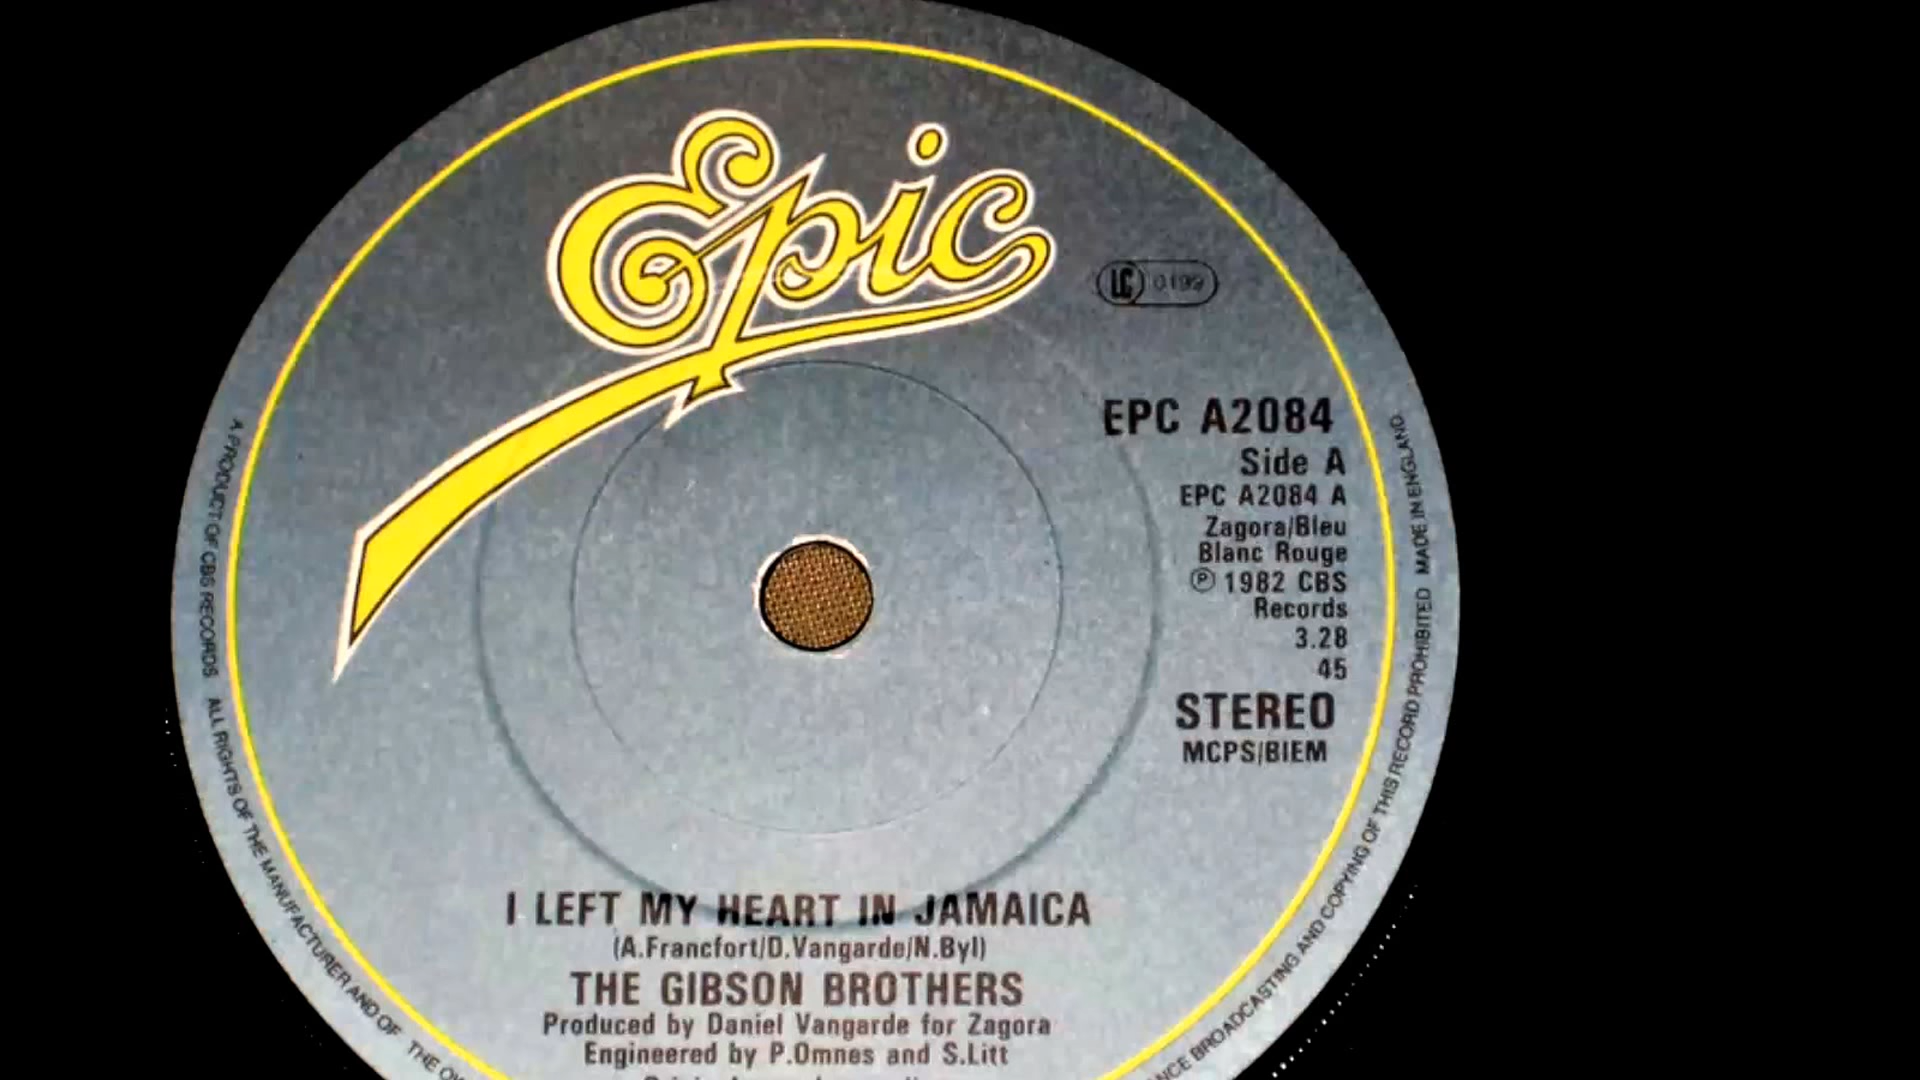 Epic
LC 0199
EPC A2084
Side A
EPC A2084 A
Zagora/Bleu
Blanc Rouge
Ⓟ 1982 CBS
Records
3.28
45
STEREO
MCPS/BIEM
I LEFT MY HEART IN JAMAICA
(A.Francfort/D.Vangarde/N.Byl)
THE GIBSON BROTHERS
Produced by Daniel Vangarde for Zagora
Engineered by P.Omnes and S.Litt
A PRODUCT OF CBS RECORDS ALL RIGHTS OF THE MANUFACTURER AND OF THE
BROADCASTING AND COPYING OF THIS RECORD PROHIBITED MADE IN ENGLAND